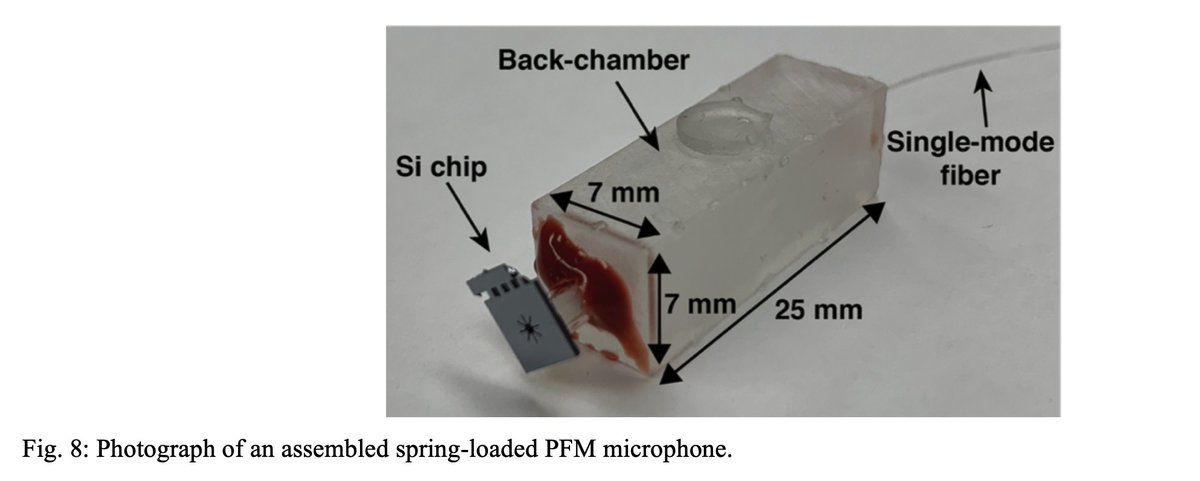 Back-chamber
Si chip
Single-mode
fiber
7 mm
7 mm
25 mm
Fig. 8: Photograph of an assembled spring-loaded PFM microphone.